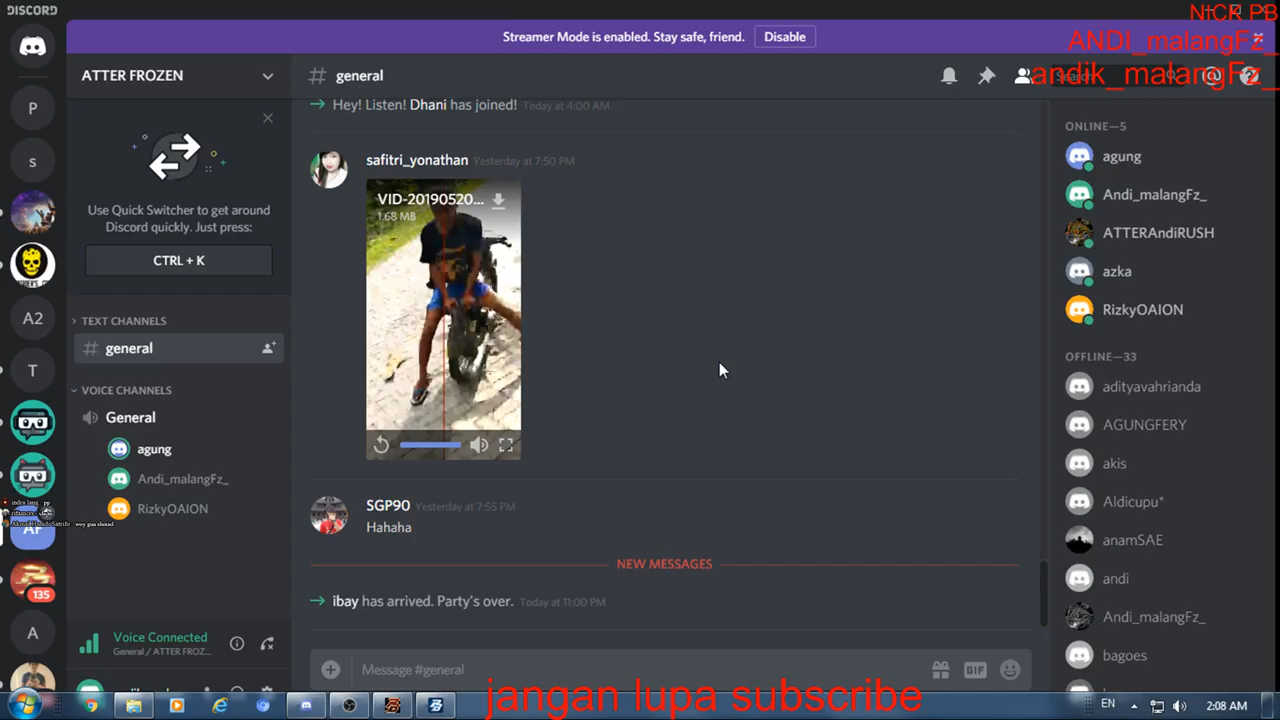 DISCORD
NICK PB
ANDI_malangFz_
andik_malangFz_
Streamer Mode is enabled. Stay safe, friend.
Disable
ATTER FROZEN
# general
Hey! Listen! Dhani has joined! Today at 4:00 AM
Use Quick Switcher to get around
Discord quickly. Just press:
CTRL + K
TEXT CHANNELS
# general
VOICE CHANNELS
General
agung
Andi_malangFz_
RizkyOAION
Voice Connected
General / ATTER FROZ...
P
s
A2
T
AF
135
A
safitri_yonathan Yesterday at 7:50 PM
VID-20190520...
1.68 MB
SGP90 Yesterday at 7:55 PM
Hahaha
NEW MESSAGES
ibay has arrived. Party's over. Today at 11:00 PM
Message #general
GIF
ONLINE—5
agung
Andi_malangFz_
ATTERAndiRUSH
azka
RizkyOAION
OFFLINE—33
adityavahrianda
AGUNGFERY
akis
Aldicupu*
anamSAE
andi
Andi_malangFz_
bagoes
jangan lupa subscribe
EN
2:08 AM